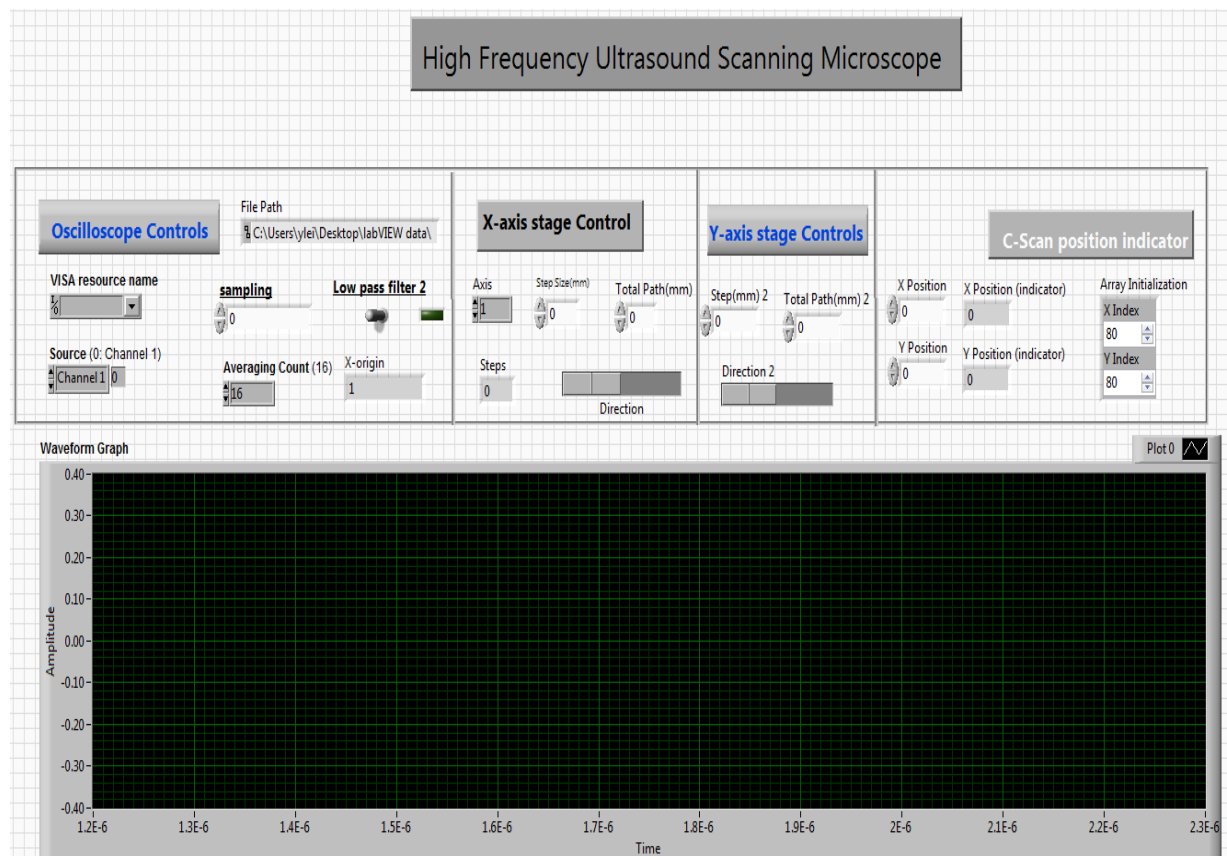 High Frequency Ultrasound Scanning Microscope
Oscilloscope Controls
File Path
C:\Users\ylei\Desktop\labVIEW data\
VISA resource name
I/O
sampling
0
Low pass filter 2
Source (0: Channel 1)
Channel 1 0
Averaging Count (16)
16
X-origin
1
X-axis stage Control
Axis
1
Step Size(mm)
0
Total Path(mm)
0
Steps
0
Direction
Y-axis stage Controls
Step(mm) 2
0
Total Path(mm) 2
0
Direction 2
C-Scan position indicator
X Position
0
X Position (indicator)
0
Y Position
0
Y Position (indicator)
0
Array Initialization
X Index
80
Y Index
80
Waveform Graph
Plot 0
Amplitude
0.40
0.30
0.20
0.10
0.00
-0.10
-0.20
-0.30
-0.40
1.2E-6 1.3E-6 1.4E-6 1.5E-6 1.6E-6 1.7E-6 1.8E-6 1.9E-6 2E-6 2.1E-6 2.2E-6 2.3E-6
Time